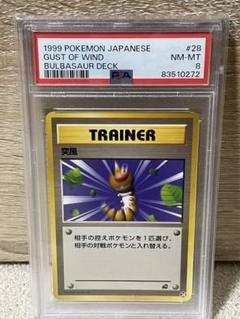 1999 POKEMON JAPANESE #28
GUST OF WIND NM-MT
BULBASAUR DECK PSA 8
83510272
TRAINER
突風
相手の控えポケモンを1匹選び、
相手の対戦ポケモンと入れ替える。